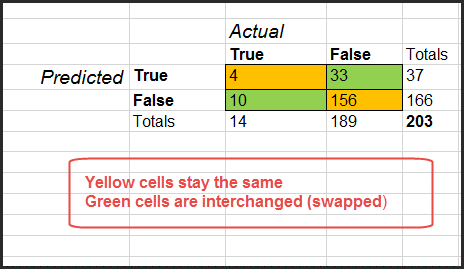 Actual
True False Totals
Predicted True 4 33 37
False 10 156 166
Totals 14 189 203
Yellow cells stay the same
Green cells are interchanged (swapped)